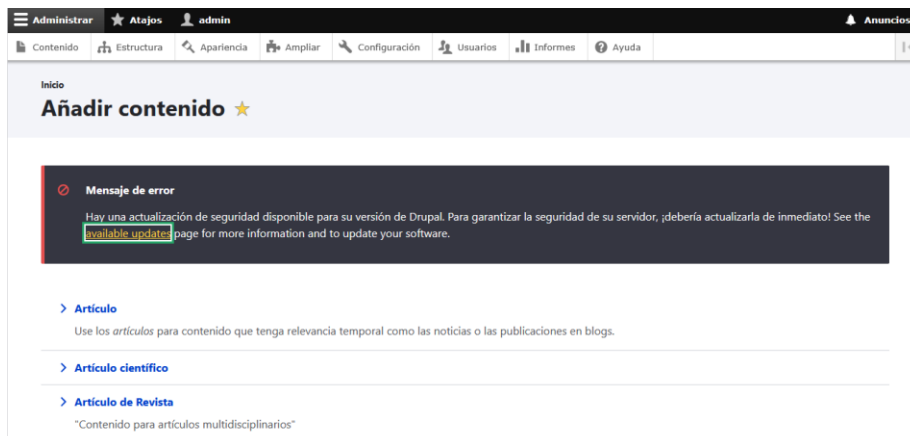 Administrar Atajos admin Anuncios
Contenido Estructura Apariencia Ampliar Configuración Usuarios Informes Ayuda
Inicio
Añadir contenido
Mensaje de error
Hay una actualización de seguridad disponible para su versión de Drupal. Para garantizar la seguridad de su servidor, ¡debería actualizarla de inmediato! See the
available updates page for more information and to update your software.
Artículo
Use los artículos para contenido que tenga relevancia temporal como las noticias o las publicaciones en blogs.
Artículo científico
Artículo de Revista
"Contenido para artículos multidisciplinarios"